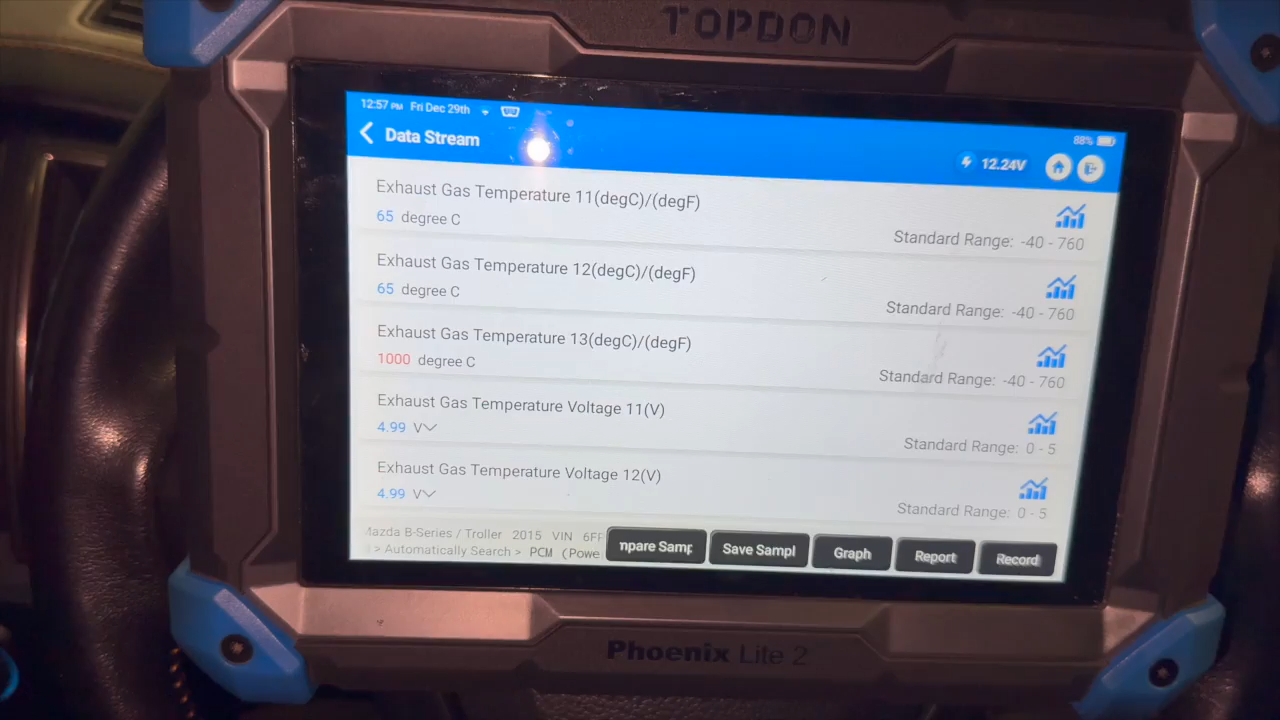 TOPDON
12:57 PM Fri Dec 29th
88%
Data Stream
12.24V
Exhaust Gas Temperature 11(degC)/(degF)
65 degree C
Standard Range: -40 - 760
Exhaust Gas Temperature 12(degC)/(degF)
65 degree C
Standard Range: -40 - 760
Exhaust Gas Temperature 13(degC)/(degF)
1000 degree C
Standard Range: -40 - 760
Exhaust Gas Temperature Voltage 11(V)
4.99 V
Standard Range: 0 - 5
Exhaust Gas Temperature Voltage 12(V)
4.99 V
Standard Range: 0 - 5
Mazda B-Series / Troller 2015 VIN 6FP
> Automatically Search > PCM (Powe
npare Samp
Save Sampl
Graph
Report
Record
Phoenix Lite 2